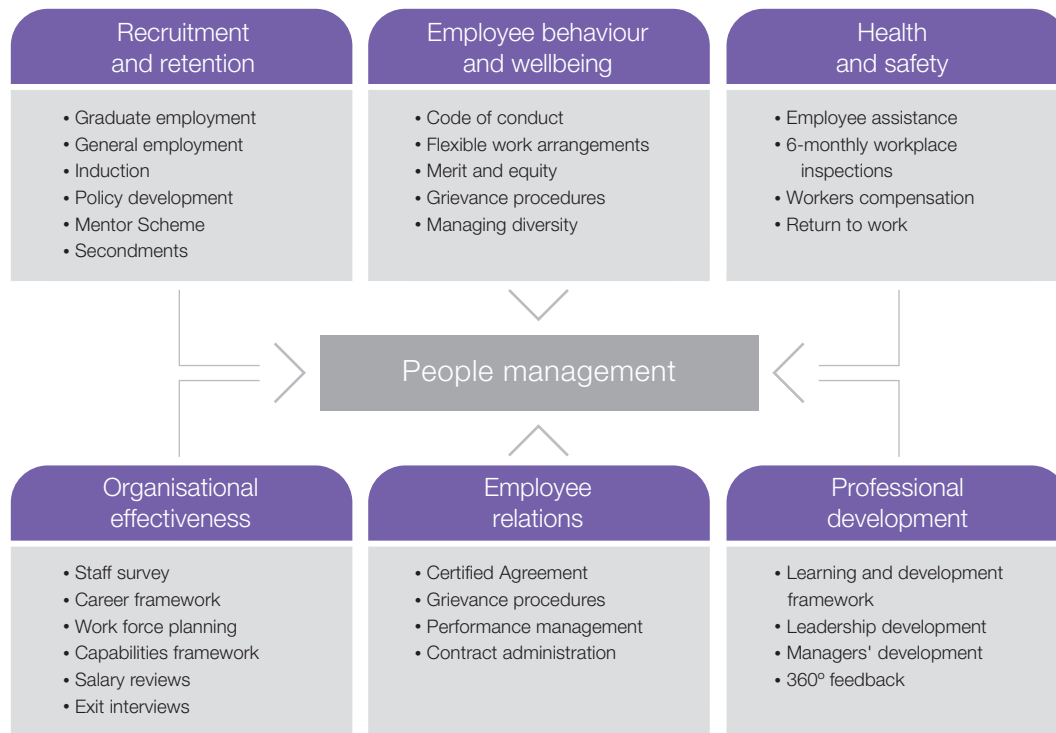 Recruitment
and retention
• Graduate employment
• General employment
• Induction
• Policy development
• Mentor Scheme
• Secondments
Employee behaviour
and wellbeing
• Code of conduct
• Flexible work arrangements
• Merit and equity
• Grievance procedures
• Managing diversity
Health
and safety
• Employee assistance
• 6-monthly workplace
inspections
• Workers compensation
• Return to work
People management
Organisational
effectiveness
• Staff survey
• Career framework
• Work force planning
• Capabilities framework
• Salary reviews
• Exit interviews
Employee
relations
• Certified Agreement
• Grievance procedures
• Performance management
• Contract administration
Professional
development
• Learning and development
framework
• Leadership development
• Managers' development
• 360º feedback